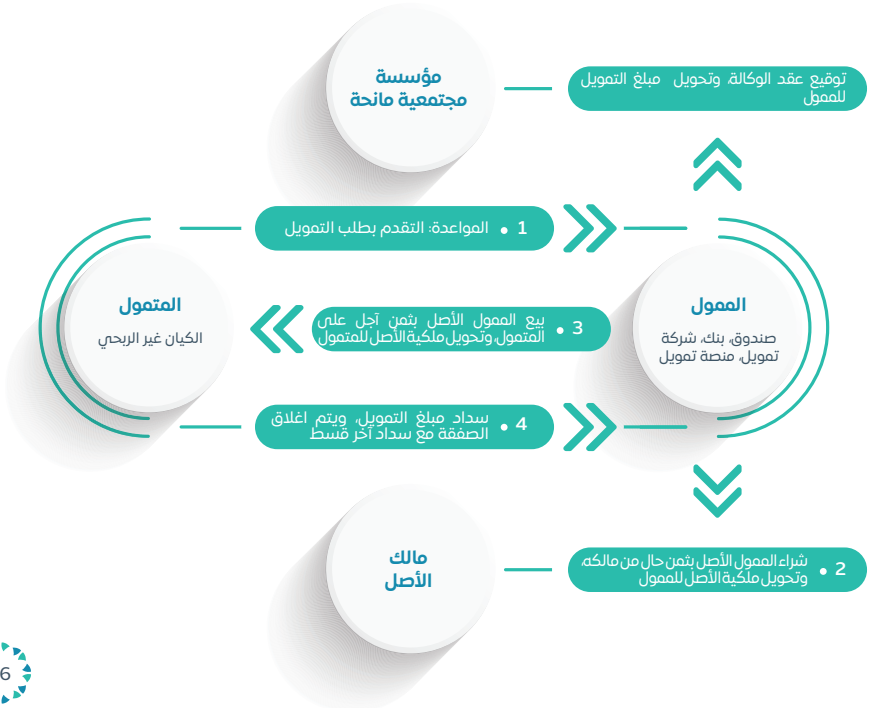 مؤسسة
مجتمعية مانحة
توقيع عقد الوكالة، وتحويل مبلغ التمويل
للممول
1 • المواعدة: التقدم بطلب التمويل
الممول
صندوق، بنك، شركة
تمويل، منصة تمويل
المتمول
الكيان غير الربحي
3 • بيع الممول الأصل بثمن آجل على
المتمول، وتحويل ملكية الأصل للمتمول
4 • سداد مبلغ التمويل، ويتم اغلاق
الصفقة مع سداد آخر قسط
مالك
الأصل
2 • شراء الممول الأصل بثمن حال من مالكه،
وتحويل ملكية الأصل للممول
6